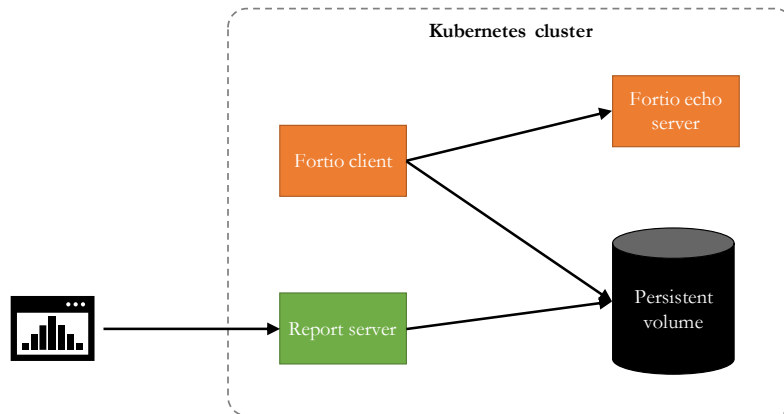 Kubernetes cluster
Fortio echo
server
Fortio client
Persistent
volume
Report server